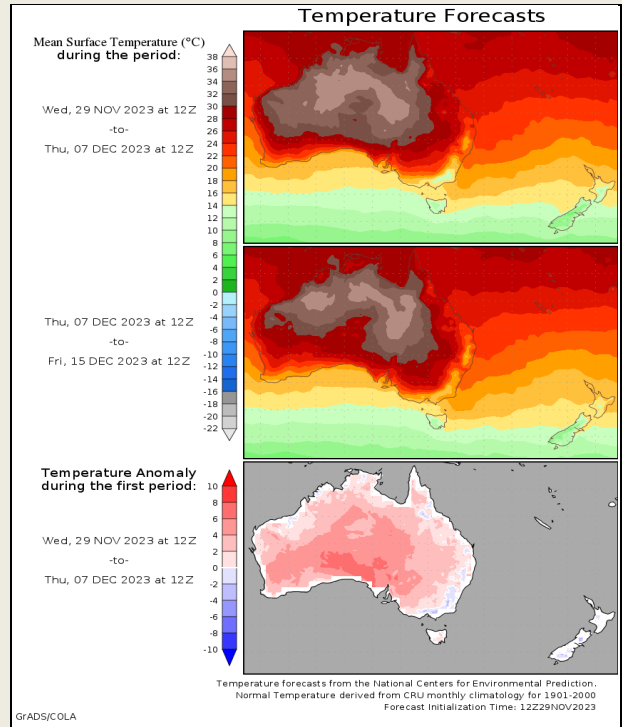 Temperature Forecasts
Mean Surface Temperature (°C)
during the period:
Wed, 29 NOV 2023 at 12Z
-to-
Thu, 07 DEC 2023 at 12Z
38
36
34
32
30
28
26
24
22
20
18
16
14
12
10
8
6
4
2
0
-2
-4
-6
-8
-10
-12
-14
-16
-18
-20
-22
Thu, 07 DEC 2023 at 12Z
-to-
Fri, 15 DEC 2023 at 12Z
Temperature Anomaly
during the first period:
Wed, 29 NOV 2023 at 12Z
-to-
Thu, 07 DEC 2023 at 12Z
10
8
6
4
2
0
-2
-4
-6
-8
-10
Temperature forecasts from the National Centers for Environmental Prediction.
Normal Temperature derived from CRU monthly climatology for 1901-2000
Forecast Initialization Time: 12Z29NOV2023
GrADS/COLA